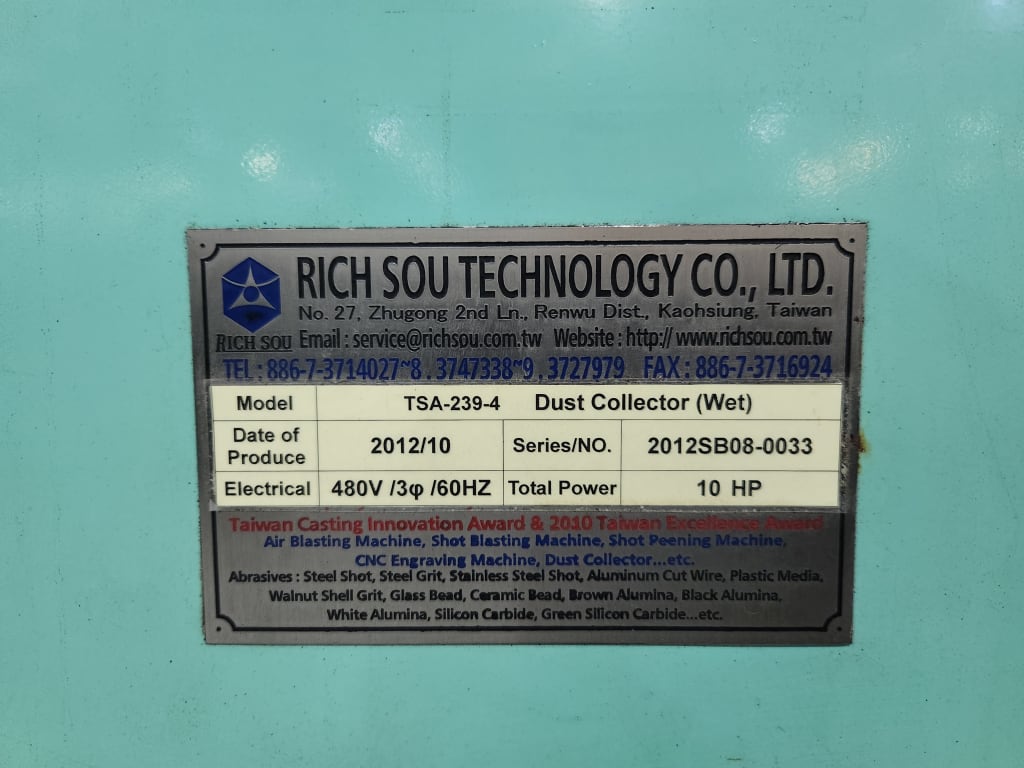 RICH SOU TECHNOLOGY CO., LTD.
No. 27, Zhugong 2nd Ln., Renwu Dist., Kaohsiung, Taiwan
RICH SOU Email : service@richsou.com.tw Website : http:// www.richsou.com.tw
TEL : 886-7-3714027~8 . 3747338~9 . 3727979 FAX : 886-7-3716924
Model TSA-239-4 Dust Collector (Wet)
Date of Produce 2012/10 Series/NO. 2012SB08-0033
Electrical 480V /3φ /60HZ Total Power 10 HP
Taiwan Casting Innovation Award & 2010 Taiwan Excellence Award
Air Blasting Machine, Shot Blasting Machine, Shot Peening Machine,
CNC Engraving Machine, Dust Collector...etc.
Abrasives : Steel Shot, Steel Grit, Stainless Steel Shot, Aluminum Cut Wire, Plastic Media,
Walnut Shell Grit, Glass Bead, Ceramic Bead, Brown Alumina, Black Alumina,
White Alumina, Silicon Carbide, Green Silicon Carbide...etc.